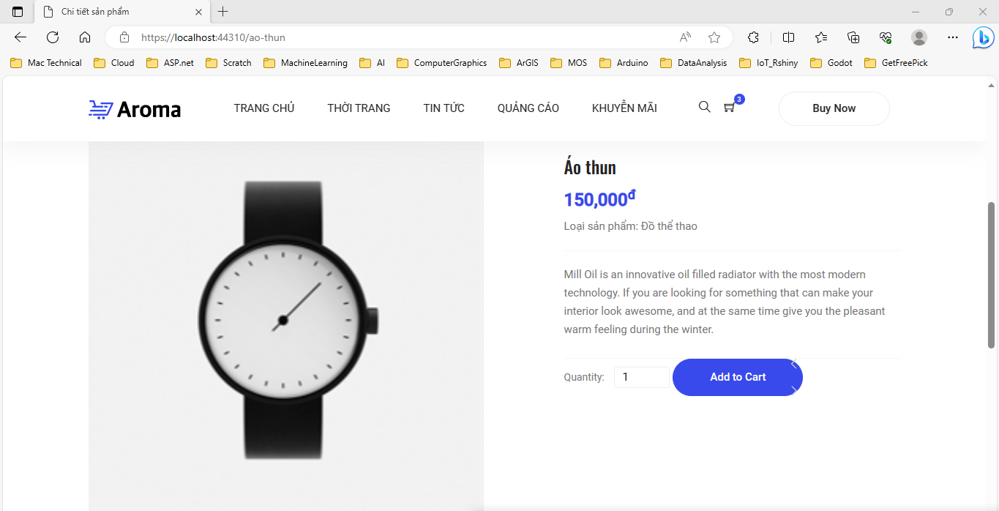 Chi tiết sản phẩm
https://localhost:44310/ao-thun
Mac Technical Cloud ASP.net Scratch MachineLearning AI ComputerGraphics ArGIS MOS Arduino DataAnalysis IoT_Rshiny Godot GetFreePick
Aroma TRANG CHỦ THỜI TRANG TIN TỨC QUẢNG CÁO KHUYỄN MÃI 3 Buy Now
Áo thun
150,000đ
Loại sản phẩm: Đồ thể thao
Mill Oil is an innovative oil filled radiator with the most modern
technology. If you are looking for something that can make your
interior look awesome, and at the same time give you the pleasant
warm feeling during the winter.
Quantity: 1 Add to Cart